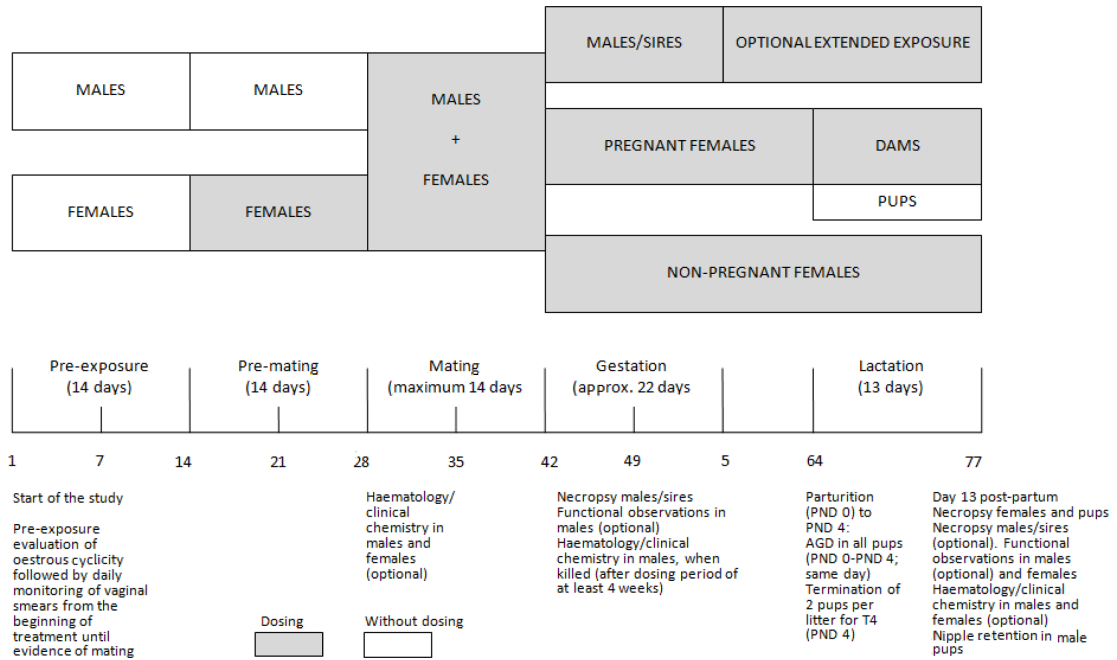 MALES/SIRES
OPTIONAL EXTENDED EXPOSURE
MALES
MALES
MALES
+
FEMALES
PREGNANT FEMALES
DAMS
PUPS
FEMALES
FEMALES
NON-PREGNANT FEMALES
Pre-exposure
(14 days)
Pre-mating
(14 days)
Mating
(maximum 14 days
Gestation
(approx. 22 days
Lactation
(13 days)
1
7
14
21
28
35
42
49
5
64
77
Start of the study
Pre-exposure
evaluation of
oestrous cyclicity
followed by daily
monitoring of vaginal
smears from the
beginning of
treatment until
evidence of mating
Haematology/
clinical
chemistry in
males and
females
(optional)
Necropsy males/sires
Functional observations in
males (optional)
Haematology/clinical
chemistry in males, when
killed (after dosing period of
at least 4 weeks)
Parturition
(PND 0) to
PND 4:
AGD in all pups
(PND 0-PND 4;
same day)
Termination of
2 pups per
litter for T4
(PND 4)
Day 13 post-partum
Necropsy females and pups
Necropsy males/sires
(optional). Functional
observations in males
(optional) and females
Haematology/clinical
chemistry in males and
females (optional)
Nipple retention in male
pups
Dosing
Without dosing